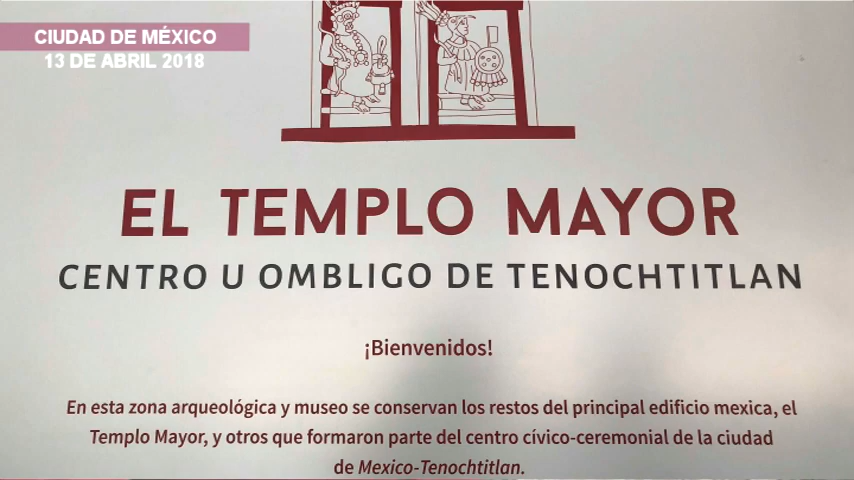 CIUDAD DE MÉXICO
13 DE ABRIL 2018
EL TEMPLO MAYOR
CENTRO U OMBLIGO DE TENOCHTITLAN
¡Bienvenidos!
En esta zona arqueológica y museo se conservan los restos del principal edificio mexica, el
Templo Mayor, y otros que formaron parte del centro cívico-ceremonial de la ciudad
de Mexico-Tenochtitlan.